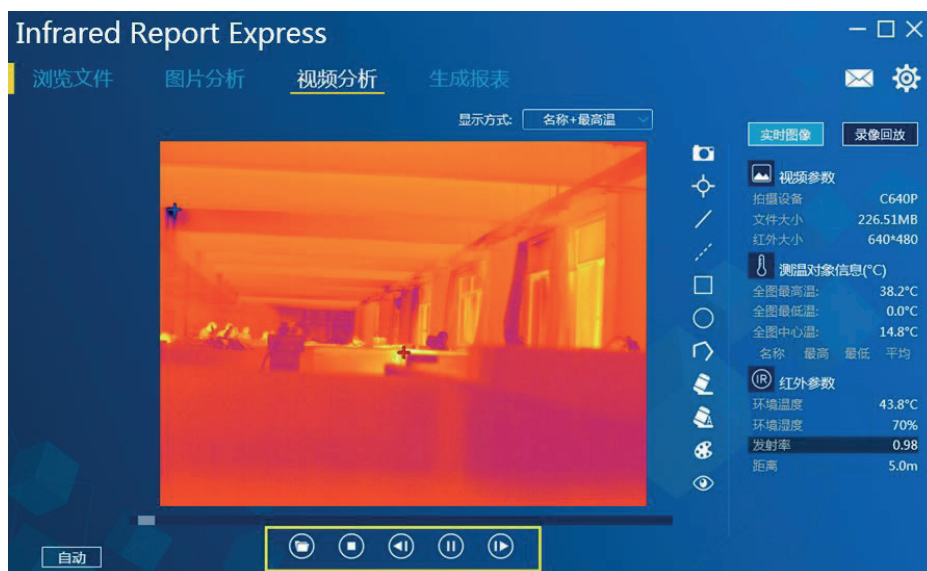 Infrared Report Express
浏览文件 图片分析 视频分析 生成报表
显示方式: 名称+最高温
实时图像 录像回放
视频参数
拍摄设备 C640P
文件大小 226.51MB
红外大小 640*480
测温对象信息(°C)
全图最高温: 38.2°C
全图最低温: 0.0°C
全图中心温: 14.8°C
名称 最高 最低 平均
IR 红外参数
环境温度 43.8°C
环境湿度 70%
发射率 0.98
距离 5.0m
自动